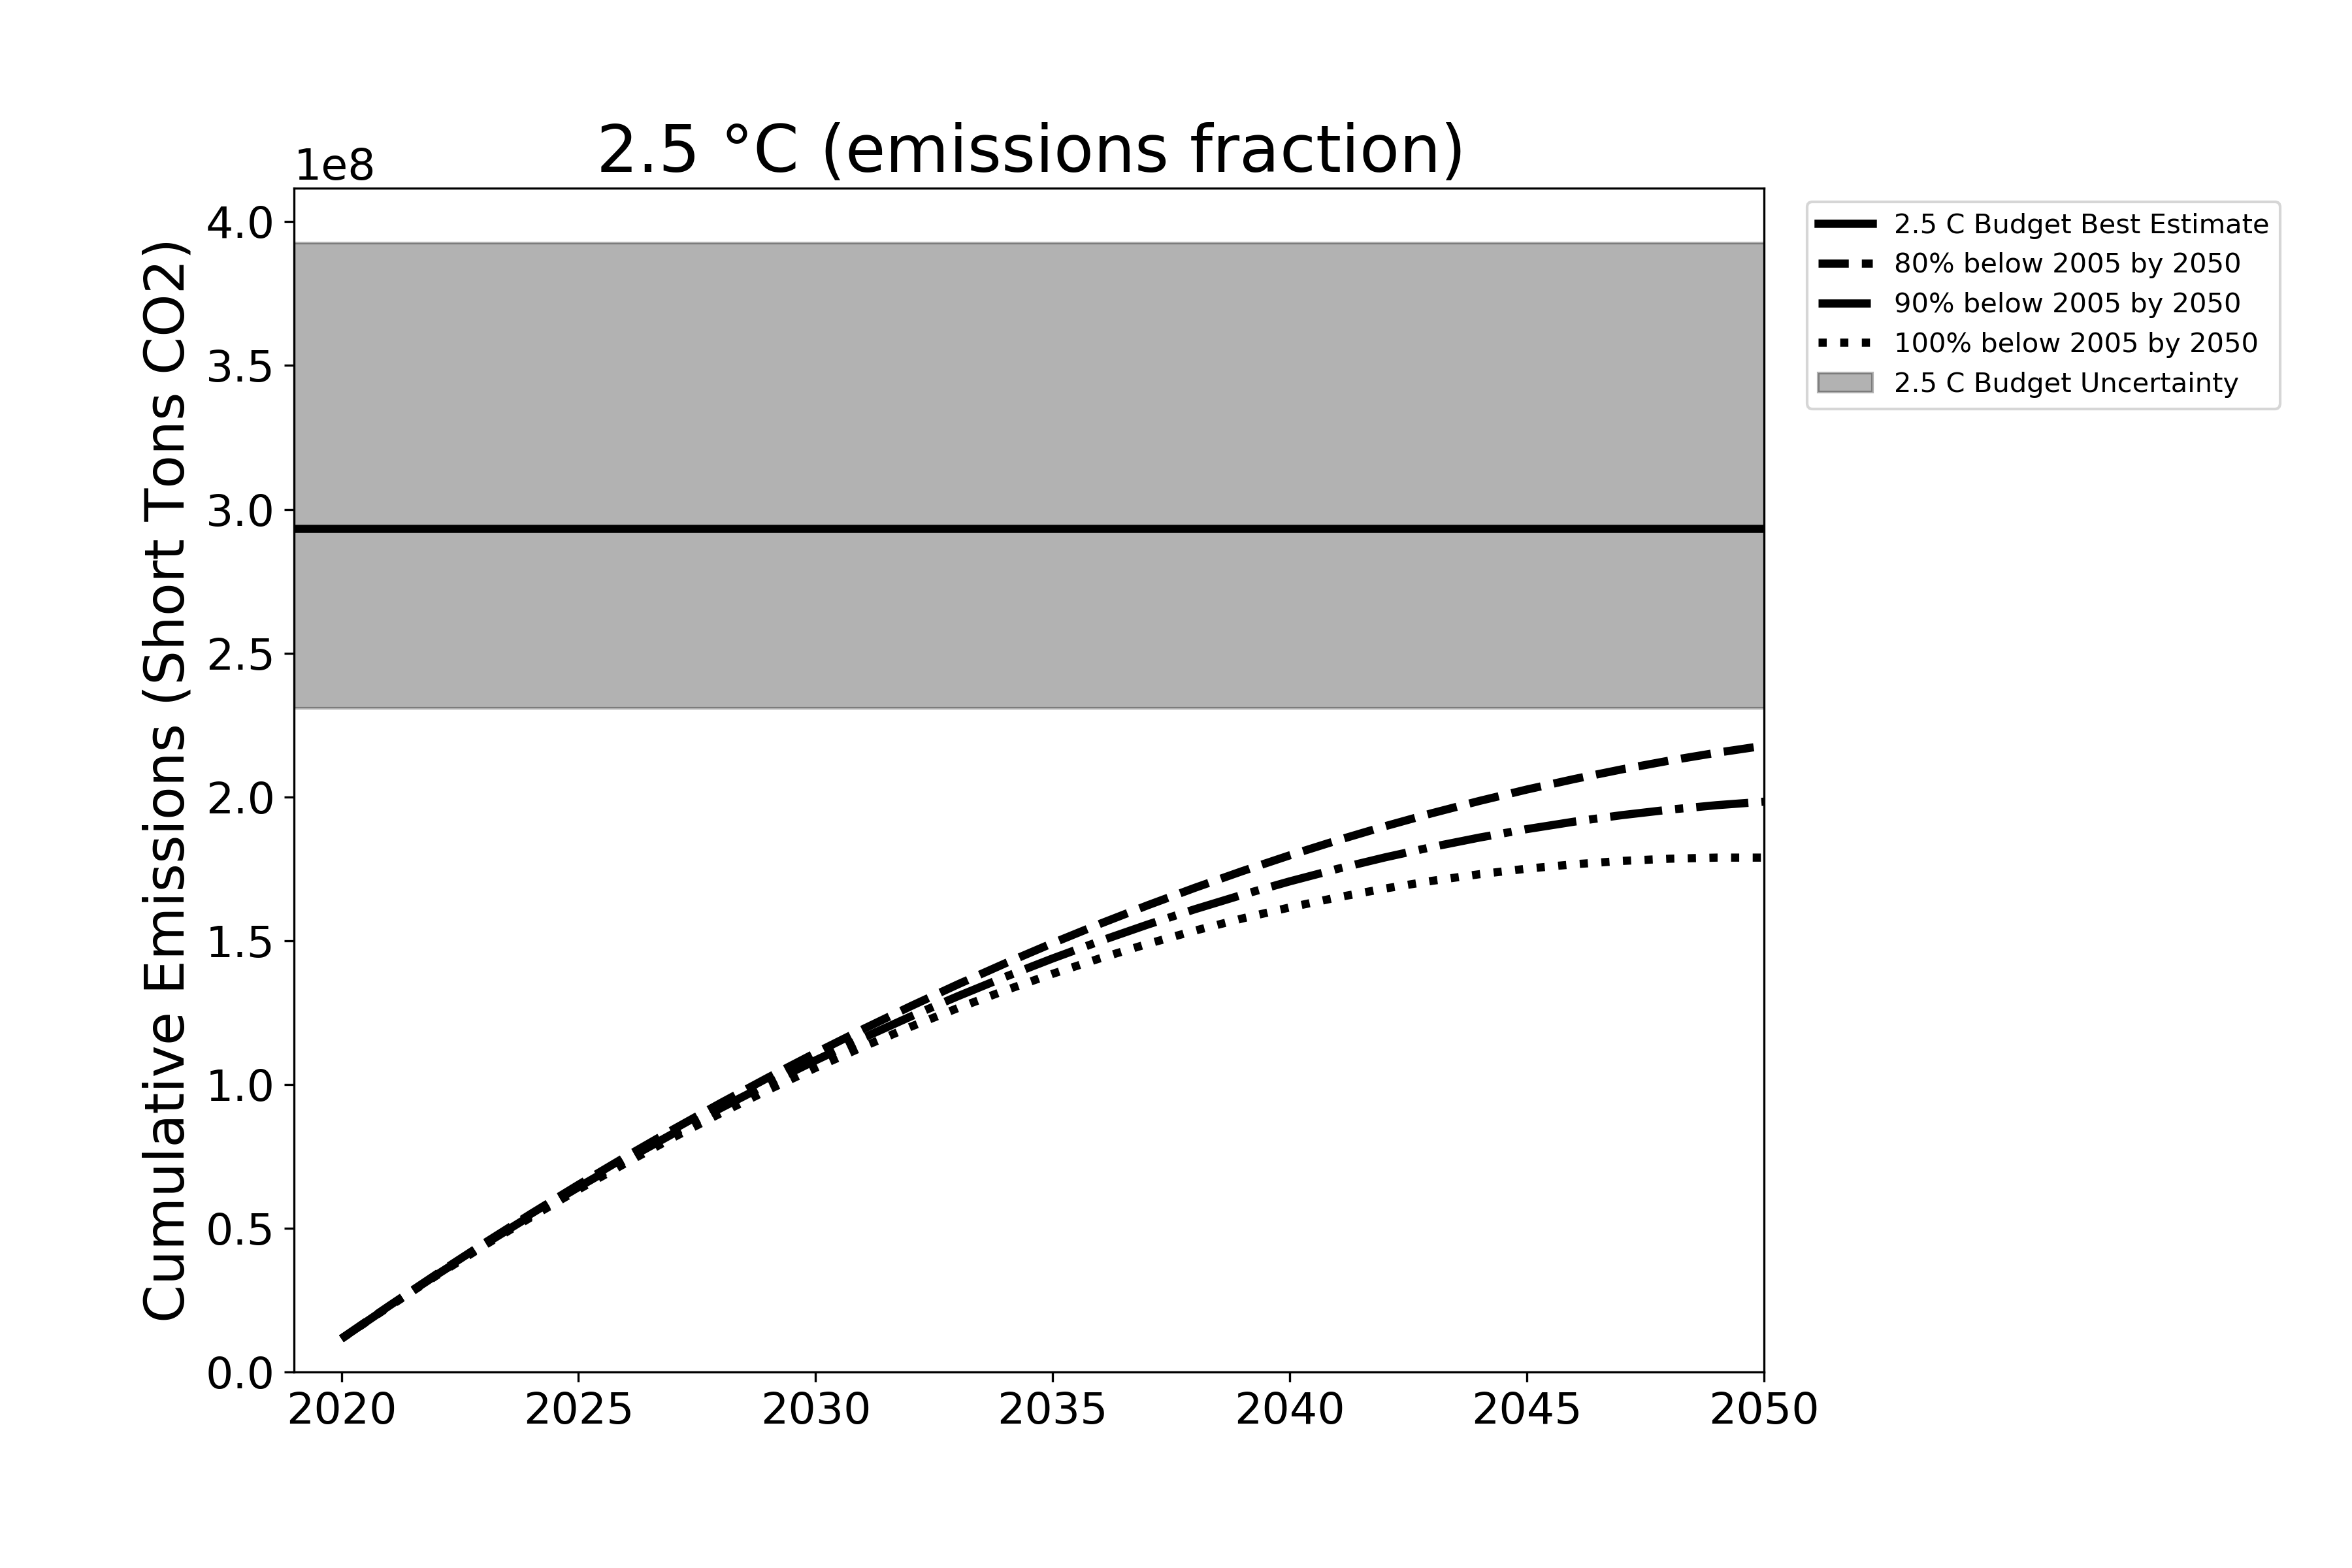 2.5 °C (emissions fraction)
1e8
4.0
3.5
3.0
2.5
2.0
1.5
1.0
0.5
0.0
Cumulative Emissions (Short Tons CO2)
2020 2025 2030 2035 2040 2045 2050
2.5 C Budget Best Estimate
80% below 2005 by 2050
90% below 2005 by 2050
100% below 2005 by 2050
2.5 C Budget Uncertainty